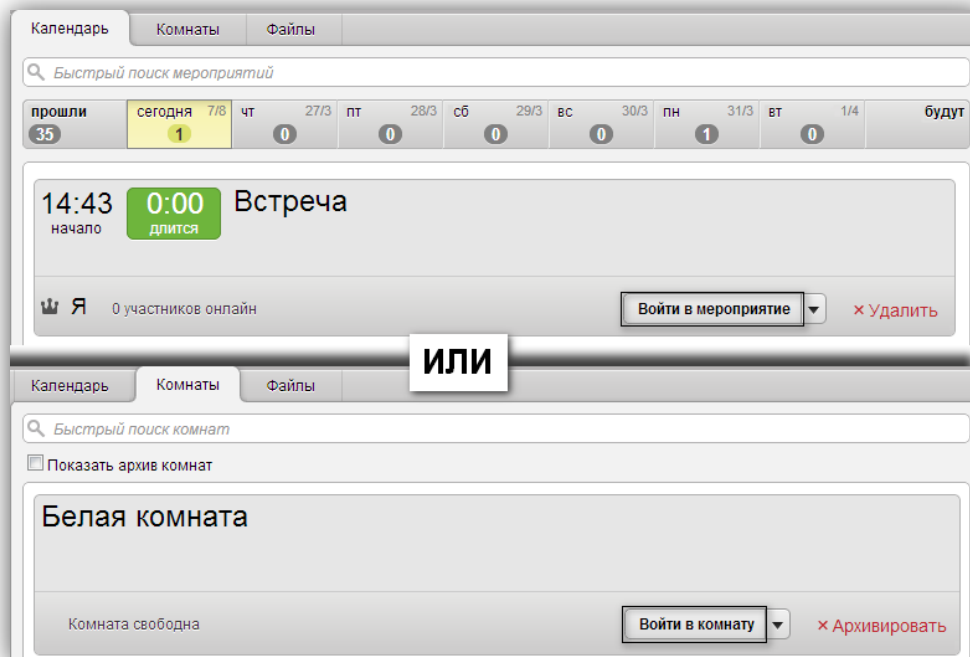 Календарь Комнаты Файлы
Быстрый поиск мероприятий
прошли сегодня 7/8 чт 27/3 пт 28/3 сб 29/3 вс 30/3 пн 31/3 вт 1/4 будут
35 1 0 0 0 0 1 0
14:43 0:00 Встреча
начало длится
Я 0 участников онлайн Войти в мероприятие × Удалить
ИЛИ
Календарь Комнаты Файлы
Быстрый поиск комнат
Показать архив комнат
Белая комната
Комната свободна Войти в комнату × Архивировать